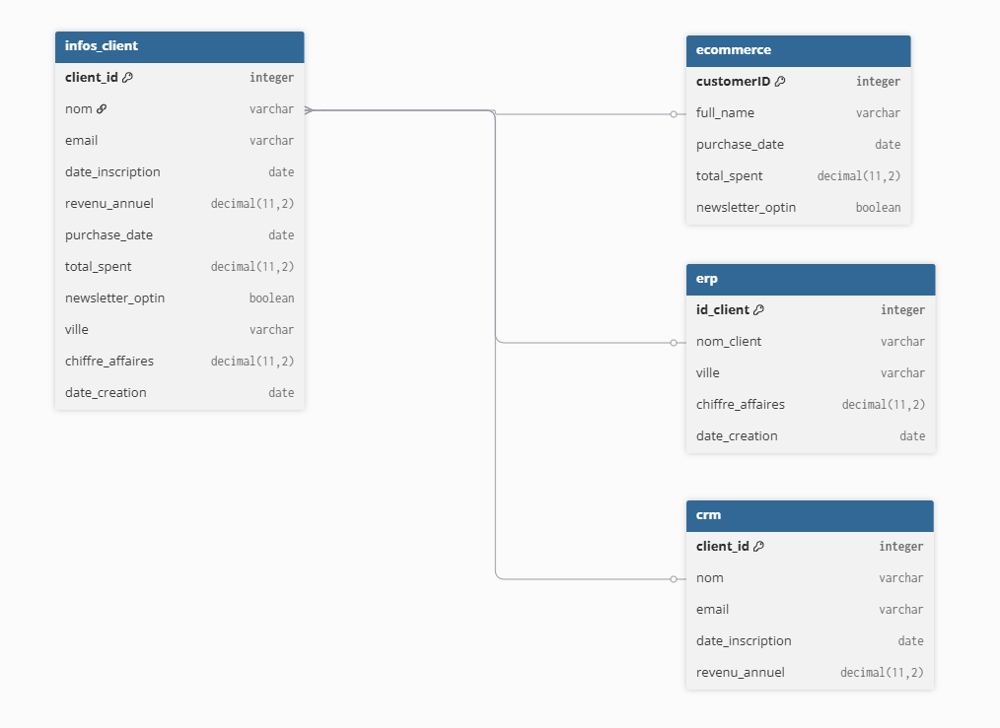 infos_client
client_id integer
nom varchar
email varchar
date_inscription date
revenu_annuel decimal(11,2)
purchase_date date
total_spent decimal(11,2)
newsletter_optin boolean
ville varchar
chiffre_affaires decimal(11,2)
date_creation date
ecommerce
customerID integer
full_name varchar
purchase_date date
total_spent decimal(11,2)
newsletter_optin boolean
erp
id_client integer
nom_client varchar
ville varchar
chiffre_affaires decimal(11,2)
date_creation date
crm
client_id integer
nom varchar
email varchar
date_inscription date
revenu_annuel decimal(11,2)